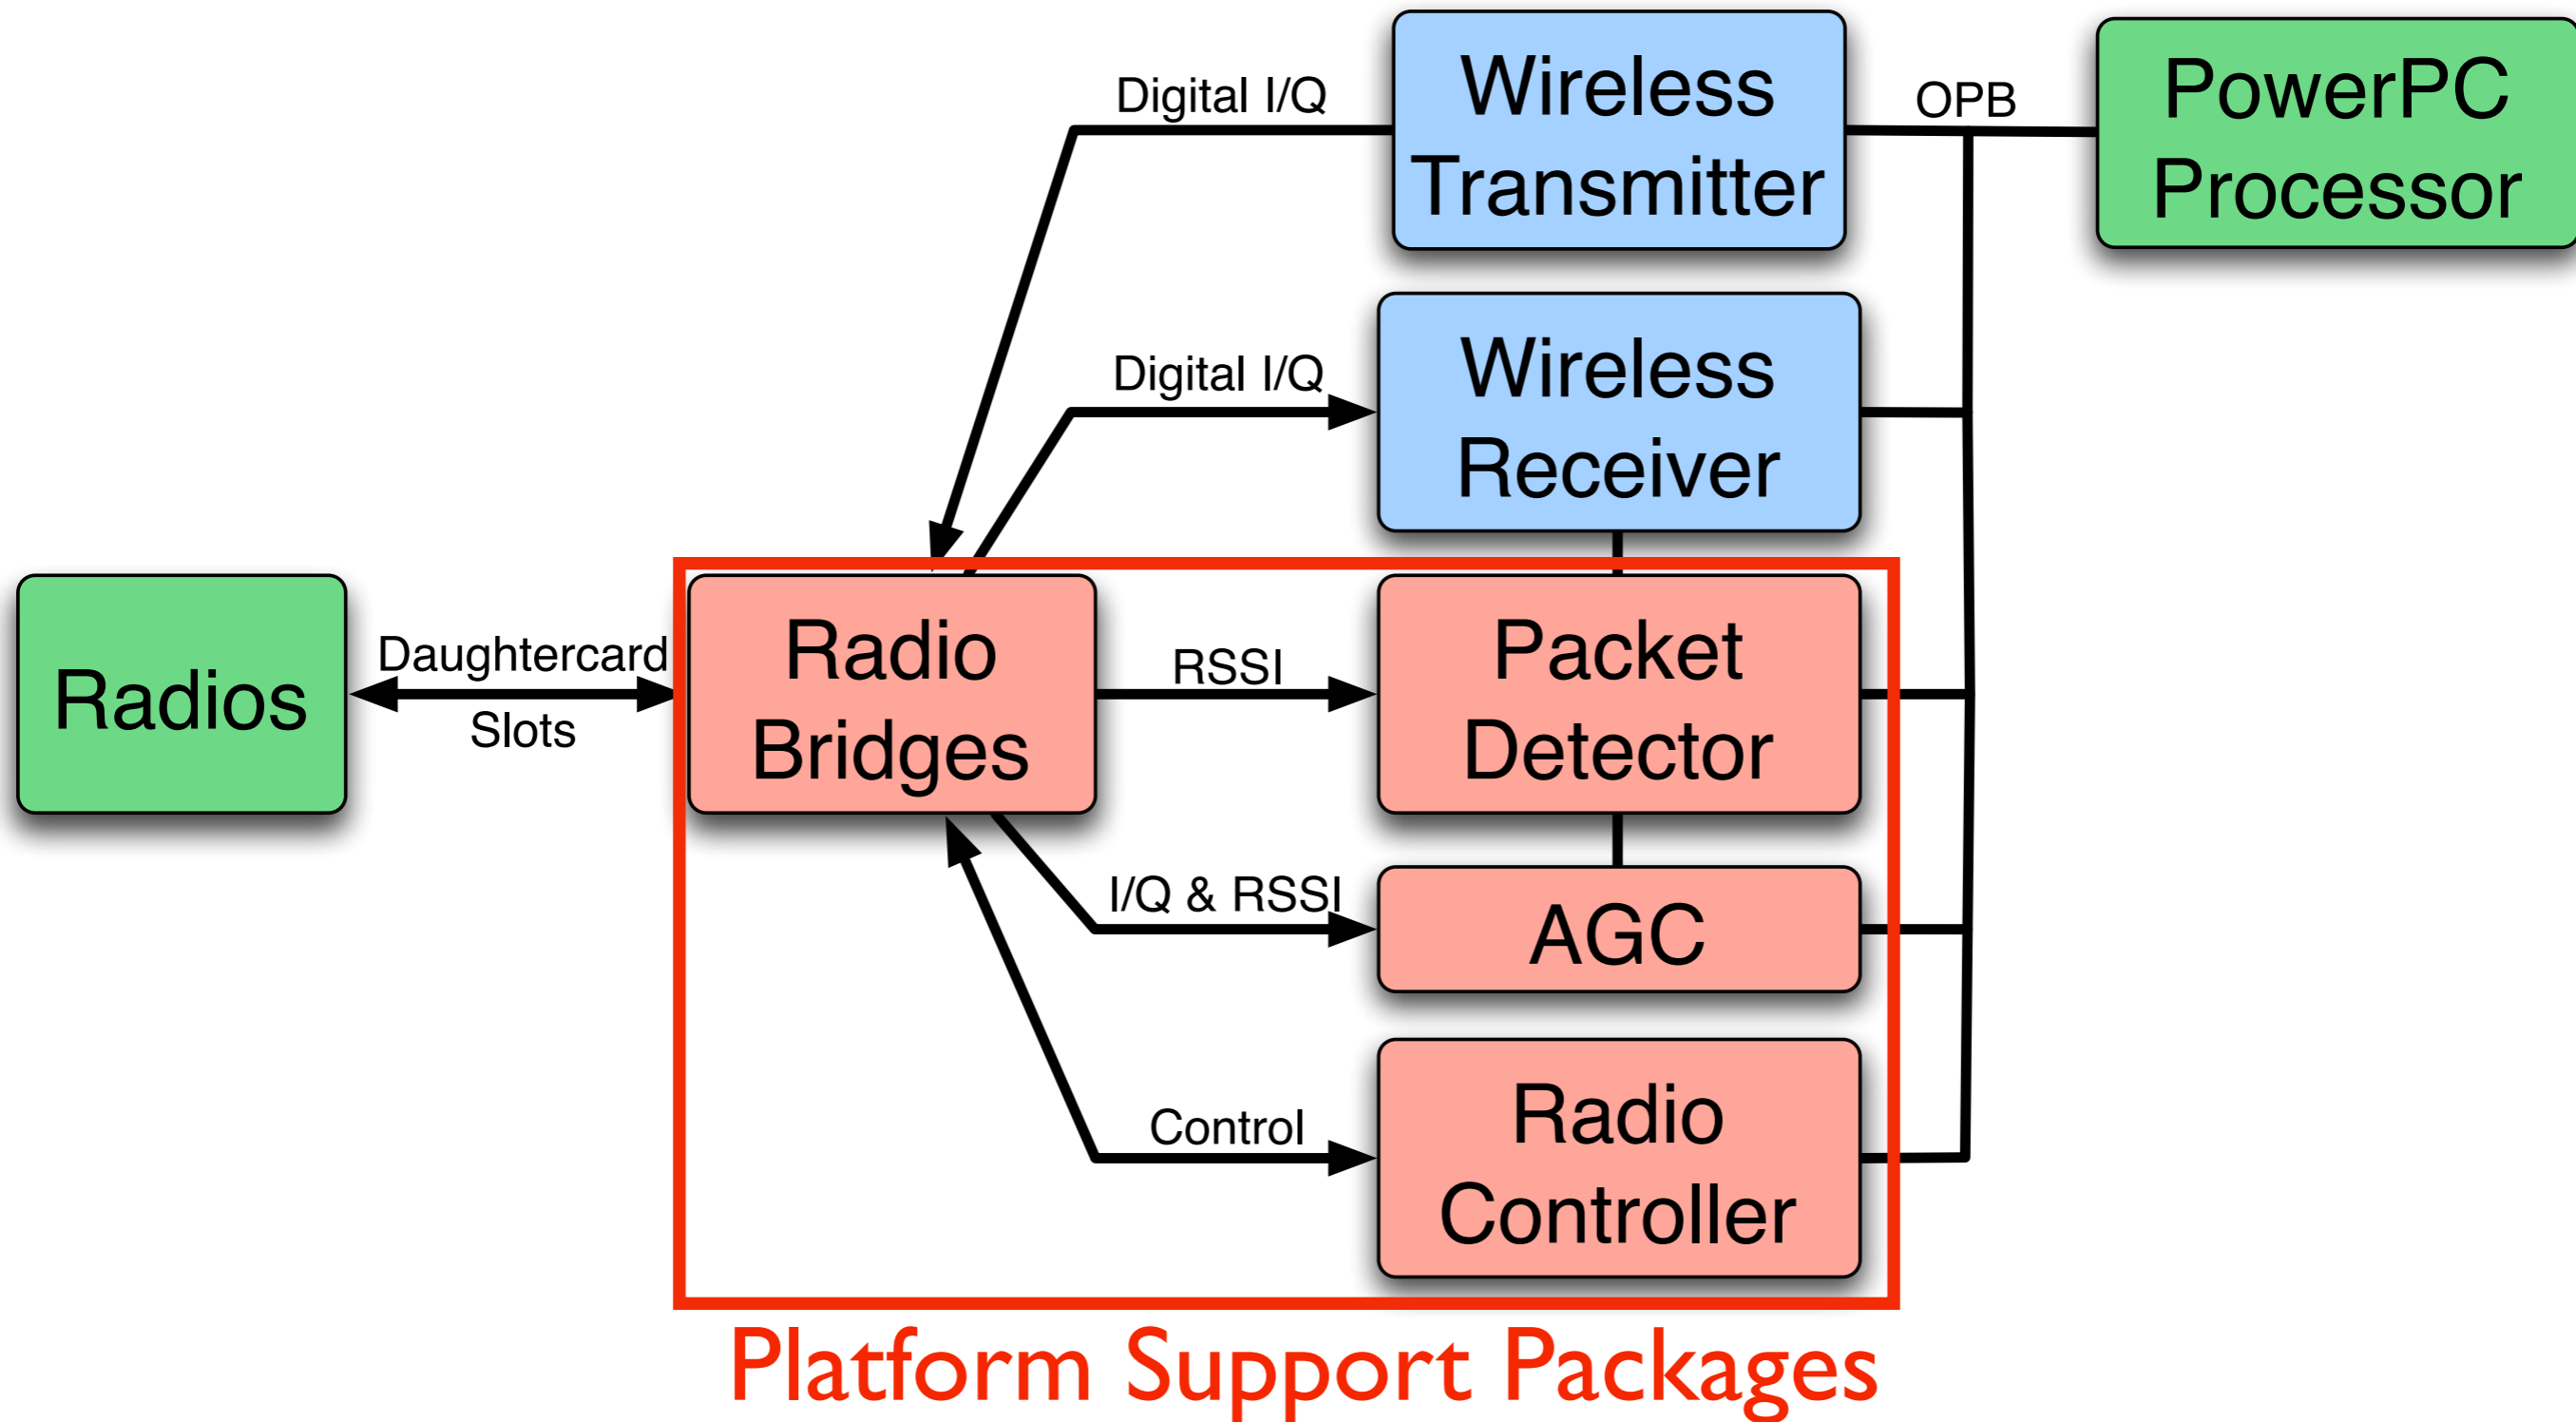 Digital I/Q
Wireless
Transmitter
OPB
PowerPC
Processor
Digital I/Q
Wireless
Receiver
Radios
Daughtercard
Slots
Radio
Bridges
RSSI
Packet
Detector
I/Q & RSSI
AGC
Control
Radio
Controller
Platform Support Packages